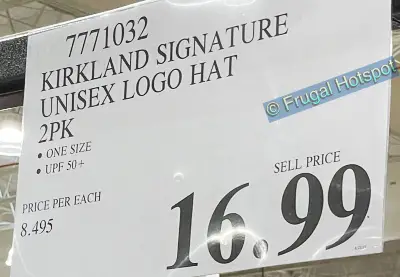 7771032
KIRKLAND SIGNATURE
UNISEX LOGO HAT
2PK
• ONE SIZE
• UPF 50+
© Frugal Hotspot
PRICE PER EACH
8.495
SELL PRICE
16.99